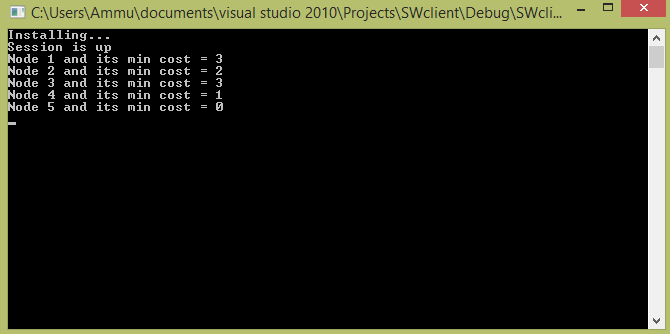 C:\Users\Ammu\documents\visual studio 2010\Projects\SWclient\Debug\SWcli...
Installing...
Session is up
Node 1 and its min cost = 3
Node 2 and its min cost = 2
Node 3 and its min cost = 3
Node 4 and its min cost = 1
Node 5 and its min cost = 0